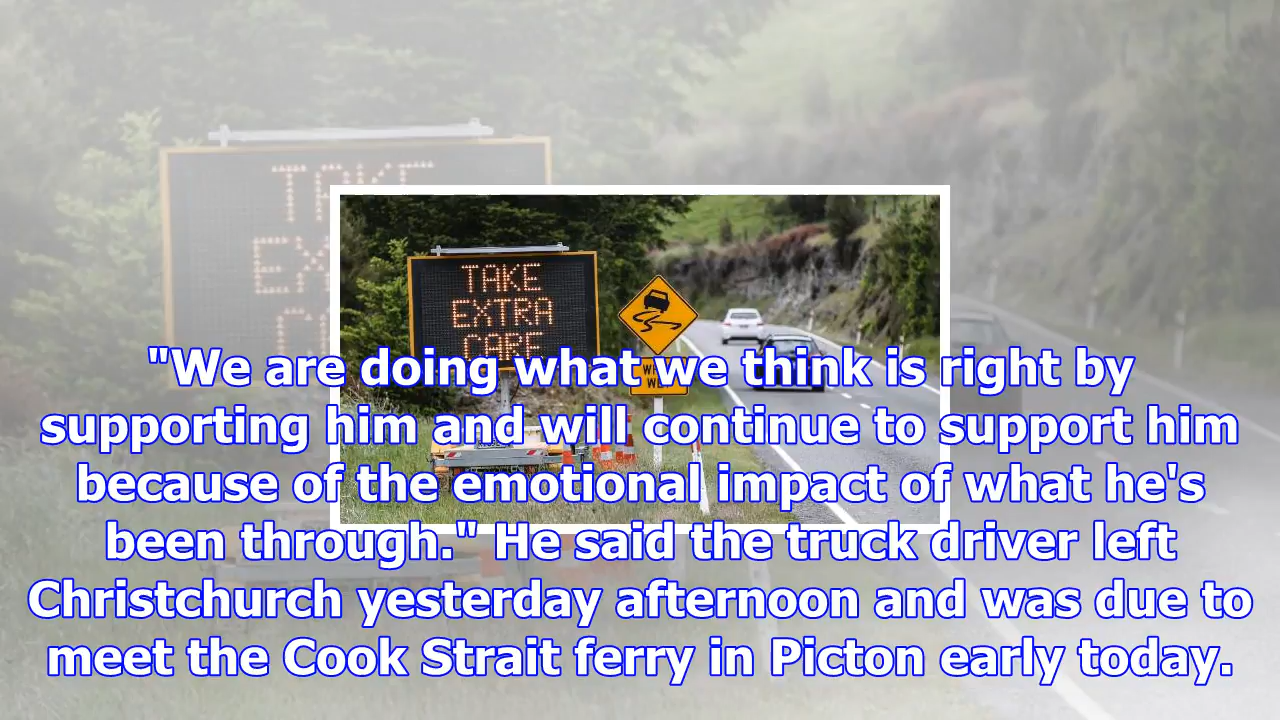 TAKE
EXTRA
CARE
"We are doing what we think is right by
supporting him and will continue to support him
because of the emotional impact of what he's
been through." He said the truck driver left
Christchurch yesterday afternoon and was due to
meet the Cook Strait ferry in Picton early today.